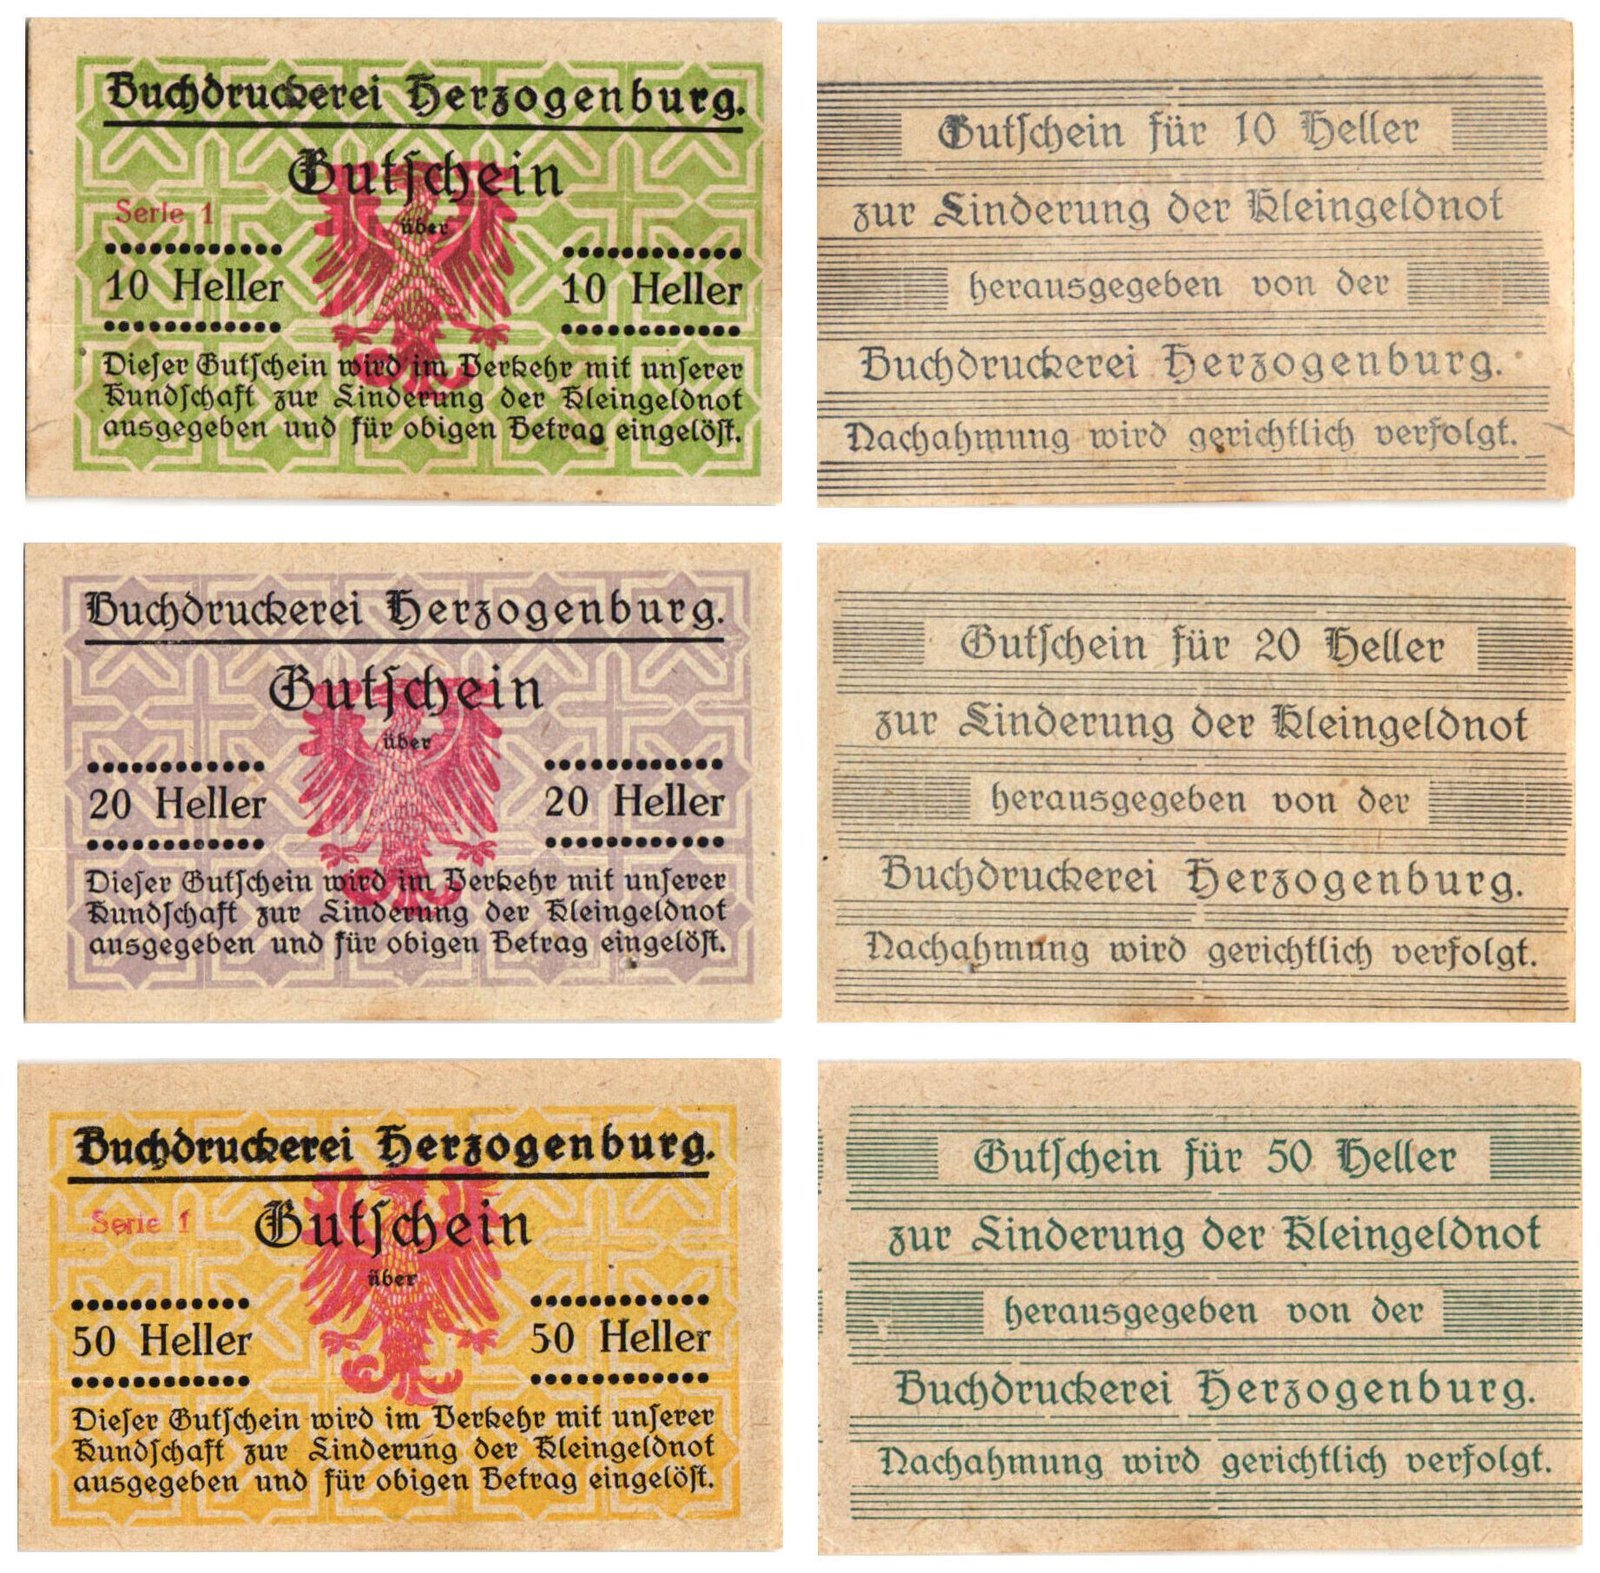 Buchdruckerei Herzogenburg.
Gutschein
über
Serie 1
10 Heller
10 Heller
Dieser Gutschein wird im Verkehr mit unserer
Kundschaft zur Linderung der Kleingeldnot
ausgegeben und für obigen Betrag eingelöst.
Gutschein für 10 Heller
zur Linderung der Kleingeldnot
herausgegeben von der
Buchdruckerei Herzogenburg.
Nachahmung wird gerichtlich verfolgt.
Buchdruckerei Herzogenburg.
Gutschein
über
20 Heller
20 Heller
Dieser Gutschein wird im Verkehr mit unserer
Kundschaft zur Linderung der Kleingeldnot
ausgegeben und für obigen Betrag eingelöst.
Gutschein für 20 Heller
zur Linderung der Kleingeldnot
herausgegeben von der
Buchdruckerei Herzogenburg.
Nachahmung wird gerichtlich verfolgt.
Buchdruckerei Herzogenburg.
Serie 1
Gutschein
über
50 Heller
50 Heller
Dieser Gutschein wird im Verkehr mit unserer
Kundschaft zur Linderung der Kleingeldnot
ausgegeben und für obigen Betrag eingelöst.
Gutschein für 50 Heller
zur Linderung der Kleingeldnot
herausgegeben von der
Buchdruckerei Herzogenburg.
Nachahmung wird gerichtlich verfolgt.